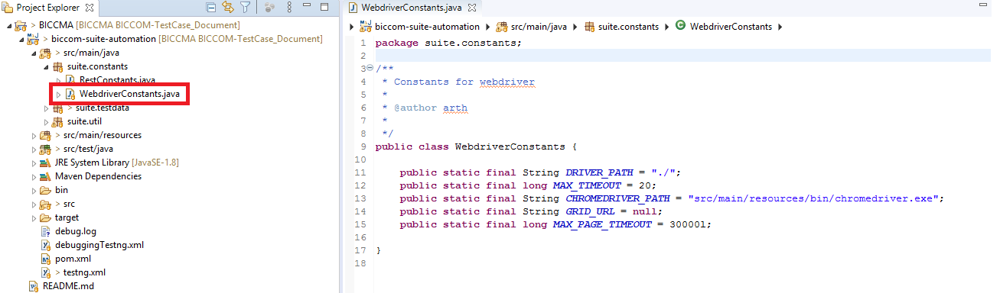 Project Explorer
> BICCMA [BICCMA BICCOM-TestCase_Document]
> biccom-suite-automation [BICCMA BICCOM-TestCase_Document]
> src/main/java
suite.constants
RestConstants.java
WebdriverConstants.java
> suite.testdata
suite.util
> src/main/resources
> src/test/java
JRE System Library [JavaSE-1.8]
Maven Dependencies
bin
> src
target
debug.log
debuggingTestng.xml
pom.xml
> testng.xml
README.md
WebdriverConstants.java
biccom-suite-automation src/main/java suite.constants WebdriverConstants
1 package suite.constants;
2
3 /**
4 * Constants for webdriver
5 *
6 * @author arth
7 *
8 */
9 public class WebdriverConstants {
10
11 public static final String DRIVER_PATH = "./";
12 public static final long MAX_TIMEOUT = 20;
13 public static final String CHROMEDRIVER_PATH = "src/main/resources/bin/chromedriver.exe";
14 public static final String GRID_URL = null;
15 public static final long MAX_PAGE_TIMEOUT = 30000l;
16
17 }
18